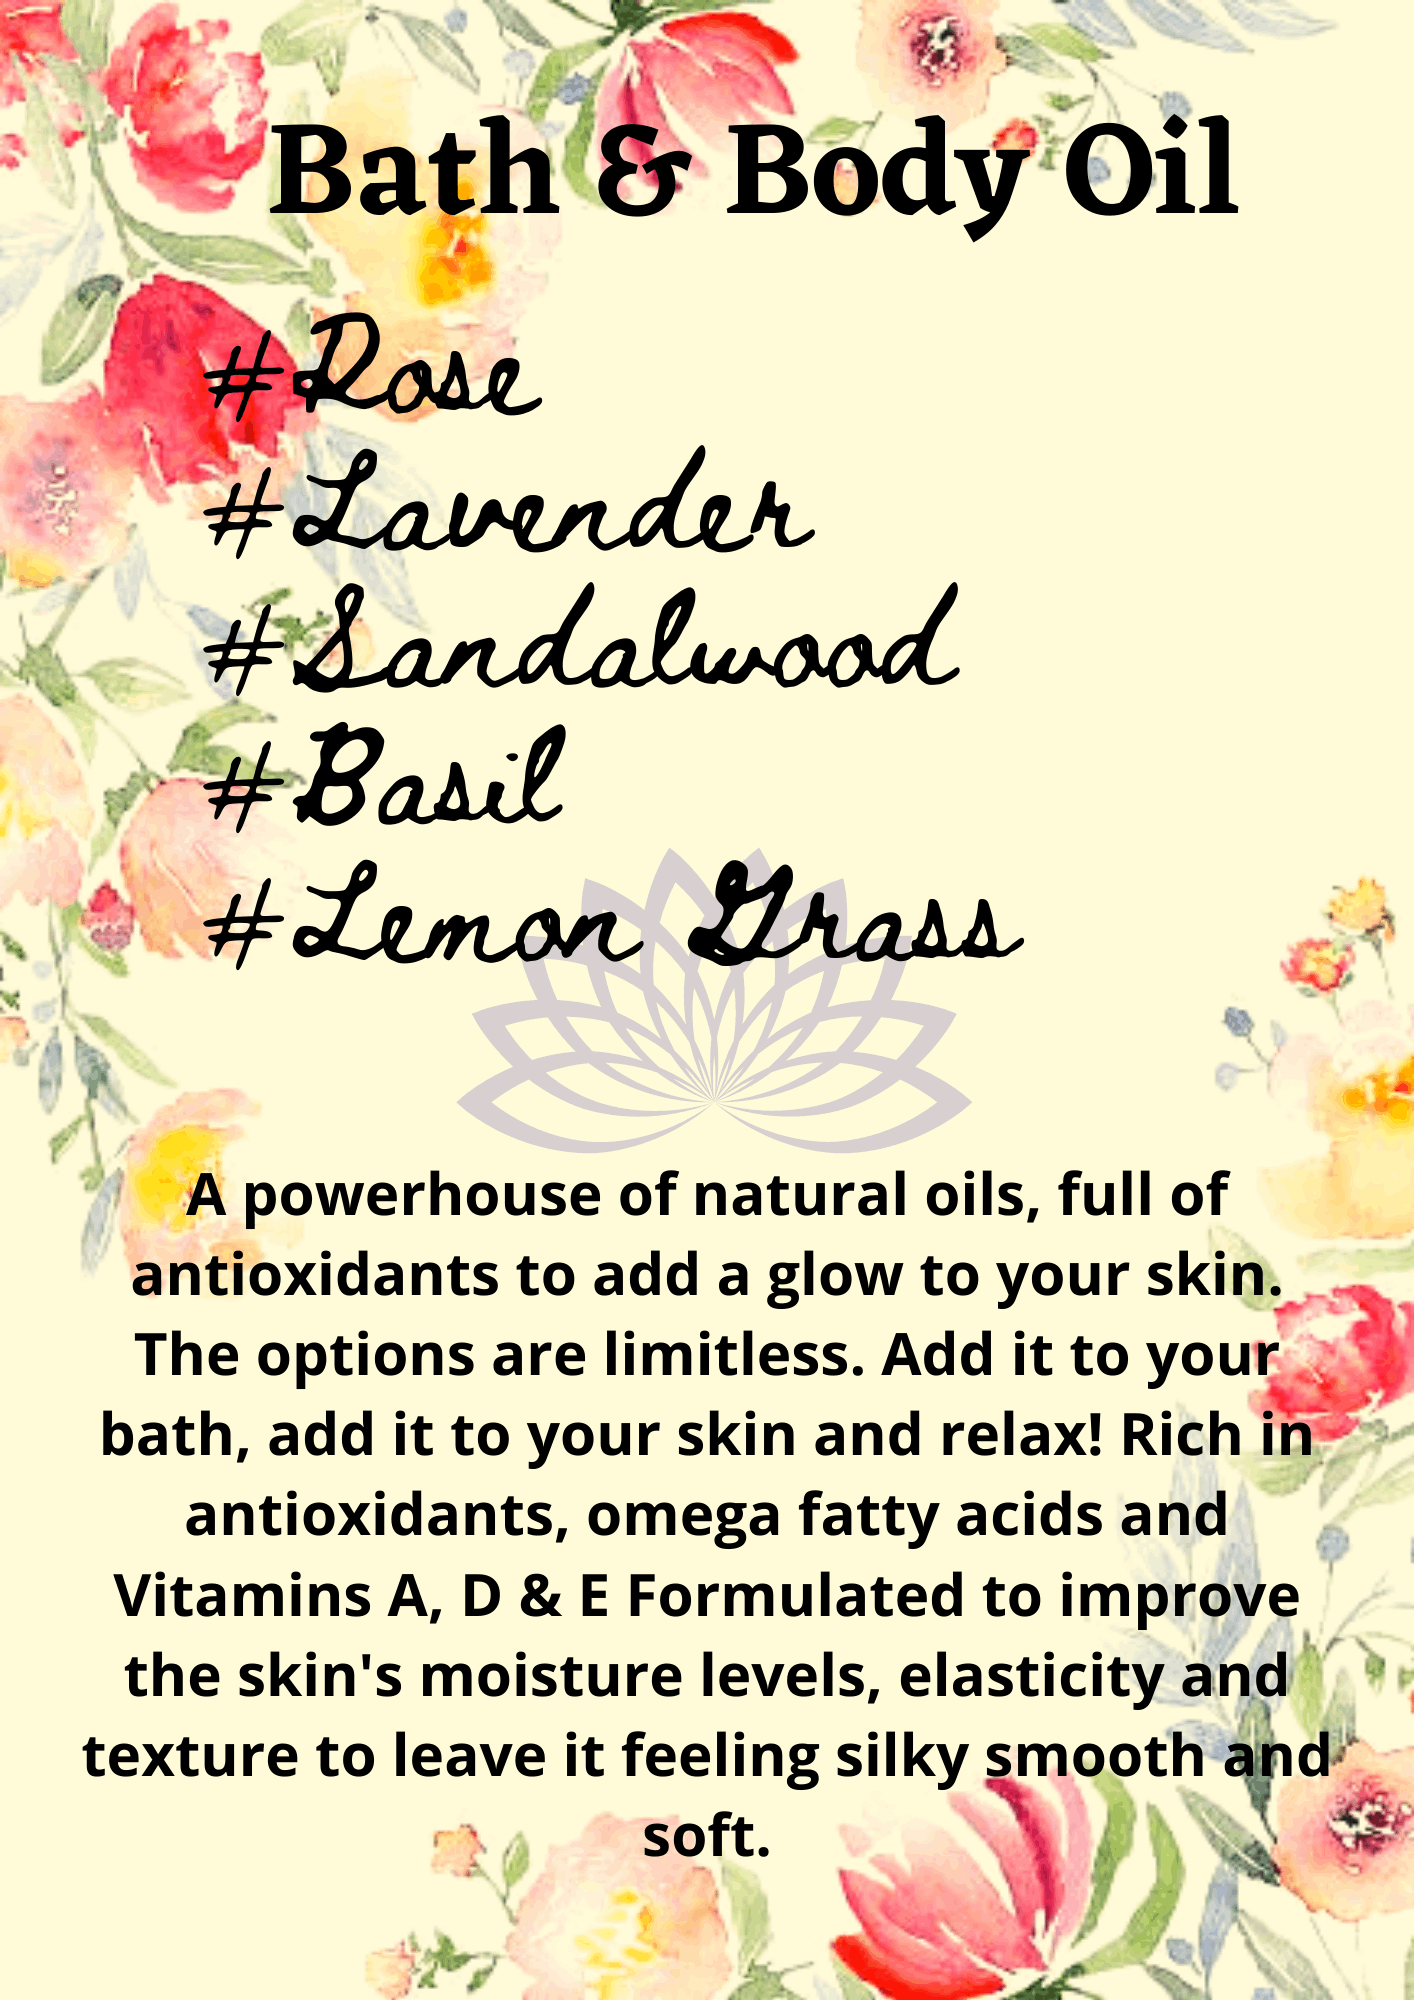 Bath & Body Oil
#Rose
#Lavender
#Sandalwood
#Basil
#Lemon Grass
A powerhouse of natural oils, full of
antioxidants to add a glow to your skin.
The options are limitless. Add it to your
bath, add it to your skin and relax! Rich in
antioxidants, omega fatty acids and
Vitamins A, D & E Formulated to improve
the skin's moisture levels, elasticity and
texture to leave it feeling silky smooth and
soft.